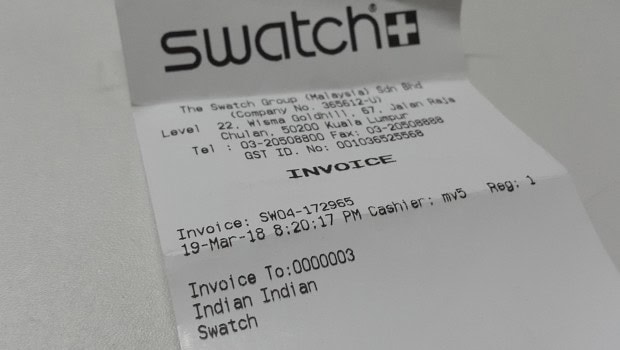 swatch®
The Swatch Group (Malaysia) Sdn Bhd
(Company No. 365612-U)
Level 22, Wisma Goldhill, 67, Jalan Raja
Chulan, 50200 Kuala Lumpur
Tel : 03-20508800 Fax: 03-20508888
GST ID. No: 001036525568
INVOICE
Invoice: SW04-172965
19-Mar-18 8:20:17 PM Cashier: mv5 Reg: 1
Invoice To:0000003
Indian Indian
Swatch